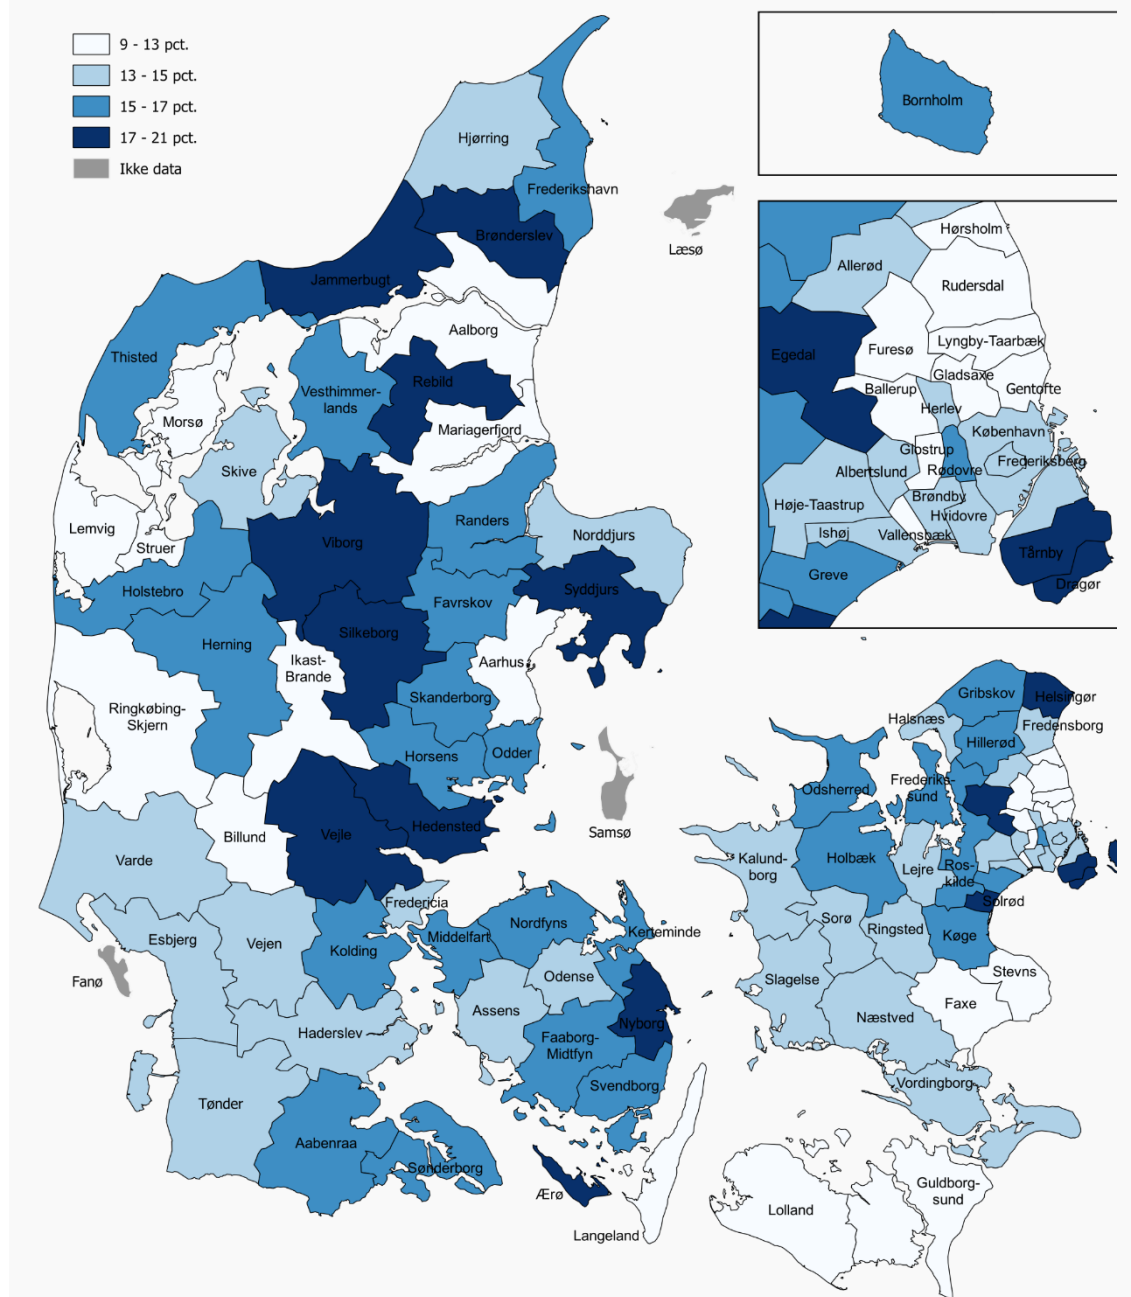 9 - 13 pct.
13 - 15 pct.
15 - 17 pct.
17 - 21 pct.
Ikke data
Bornholm
Hjørring
Frederikshavn
Brønderslev
Læsø
Jammerbugt
Aalborg
Thisted
Rebild
Vesthimmer-
lands
Morsø
Mariagerfjord
Skive
Lemvig
Struer
Randers
Viborg
Norddjurs
Holstebro
Favrskov
Syddjurs
Herning
Silkeborg
Ikast-
Brande
Aarhus
Skanderborg
Ringkøbing-
Skjern
Horsens
Odder
Samsø
Billund
Vejle
Hedensted
Varde
Fredericia
Esbjerg
Vejen
Kolding
Middelfart
Nordfyns
Kerteminde
Fanø
Odense
Assens
Haderslev
Nyborg
Faaborg-
Midtfyn
Svendborg
Tønder
Aabenraa
Sønderborg
Ærø
Langeland
Hørsholm
Allerød
Rudersdal
Egedal
Furesø
Lyngby-Taarbæk
Gladsaxe
Ballerup
Gentofte
Herlev
København
Glostrup
Frederiksberg
Albertslund
Rødovre
Høje-Taastrup
Brøndby
Hvidovre
Ishøj
Vallensbæk
Tårnby
Greve
Dragør
Gribskov
Helsingør
Halsnæs
Fredensborg
Hillerød
Frederiks-
sund
Odsherred
Kalund-
borg
Holbæk
Lejre
Ros-
kilde
Solrød
Sorø
Ringsted
Køge
Slagelse
Stevns
Faxe
Næstved
Vordingborg
Lolland
Guldborg-
sund